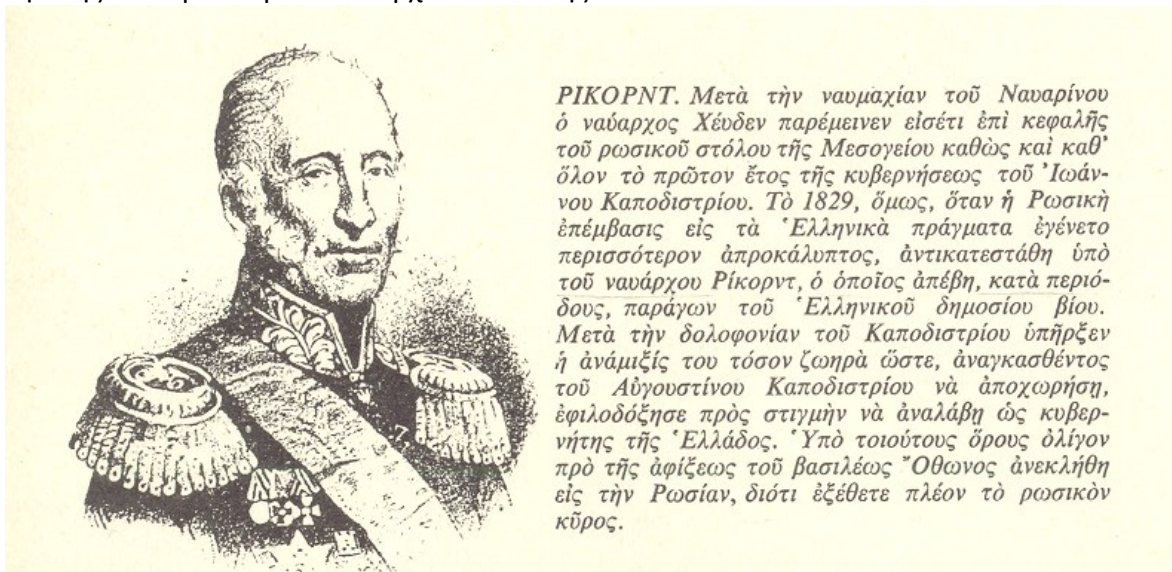 ΡΙΚΟΡΝΤ. Μετὰ τὴν ναυμαχίαν τοῦ Ναυαρίνου
ὁ ναύαρχος Χέυδεν παρέμεινεν εἰσέτι ἐπὶ κεφαλῆς
τοῦ ρωσικοῦ στόλου τῆς Μεσογείου καθὼς καὶ καθ'
ὅλον τὸ πρῶτον ἔτος τῆς κυβερνήσεως τοῦ Ἰωάν-
νου Καποδιστρίου. Τὸ 1829, ὅμως, ὅταν ἡ Ρωσικὴ
ἐπέμβασις εἰς τὰ Ἑλληνικὰ πράγματα ἐγένετο
περισσότερον ἀπροκάλυπτος, ἀντικατεστάθη ὑπὸ
τοῦ ναυάρχου Ρίκορντ, ὁ ὁποῖος ἀπέβη, κατὰ περιό-
δους, παράγων τοῦ Ἑλληνικοῦ δημοσίου βίου.
Μετὰ τὴν δολοφονίαν τοῦ Καποδιστρίου ὑπῆρξεν
ἡ ἀνάμιξίς του τόσον ζωηρὰ ὥστε, ἀναγκασθέντος
τοῦ Αὐγουστίνου Καποδιστρίου νὰ ἀποχωρήσῃ,
ἐφιλοδόξησε πρὸς στιγμὴν νὰ ἀναλάβῃ ὡς κυβερ-
νήτης τῆς Ἑλλάδος. Ὑπὸ τοιούτους ὅρους ὀλίγον
πρὸ τῆς ἀφίξεως τοῦ βασιλέως Ὄθωνος ἀνεκλήθη
εἰς τὴν Ρωσίαν, διότι ἐξέθετε πλέον τὸ ρωσικὸν
κῦρος.